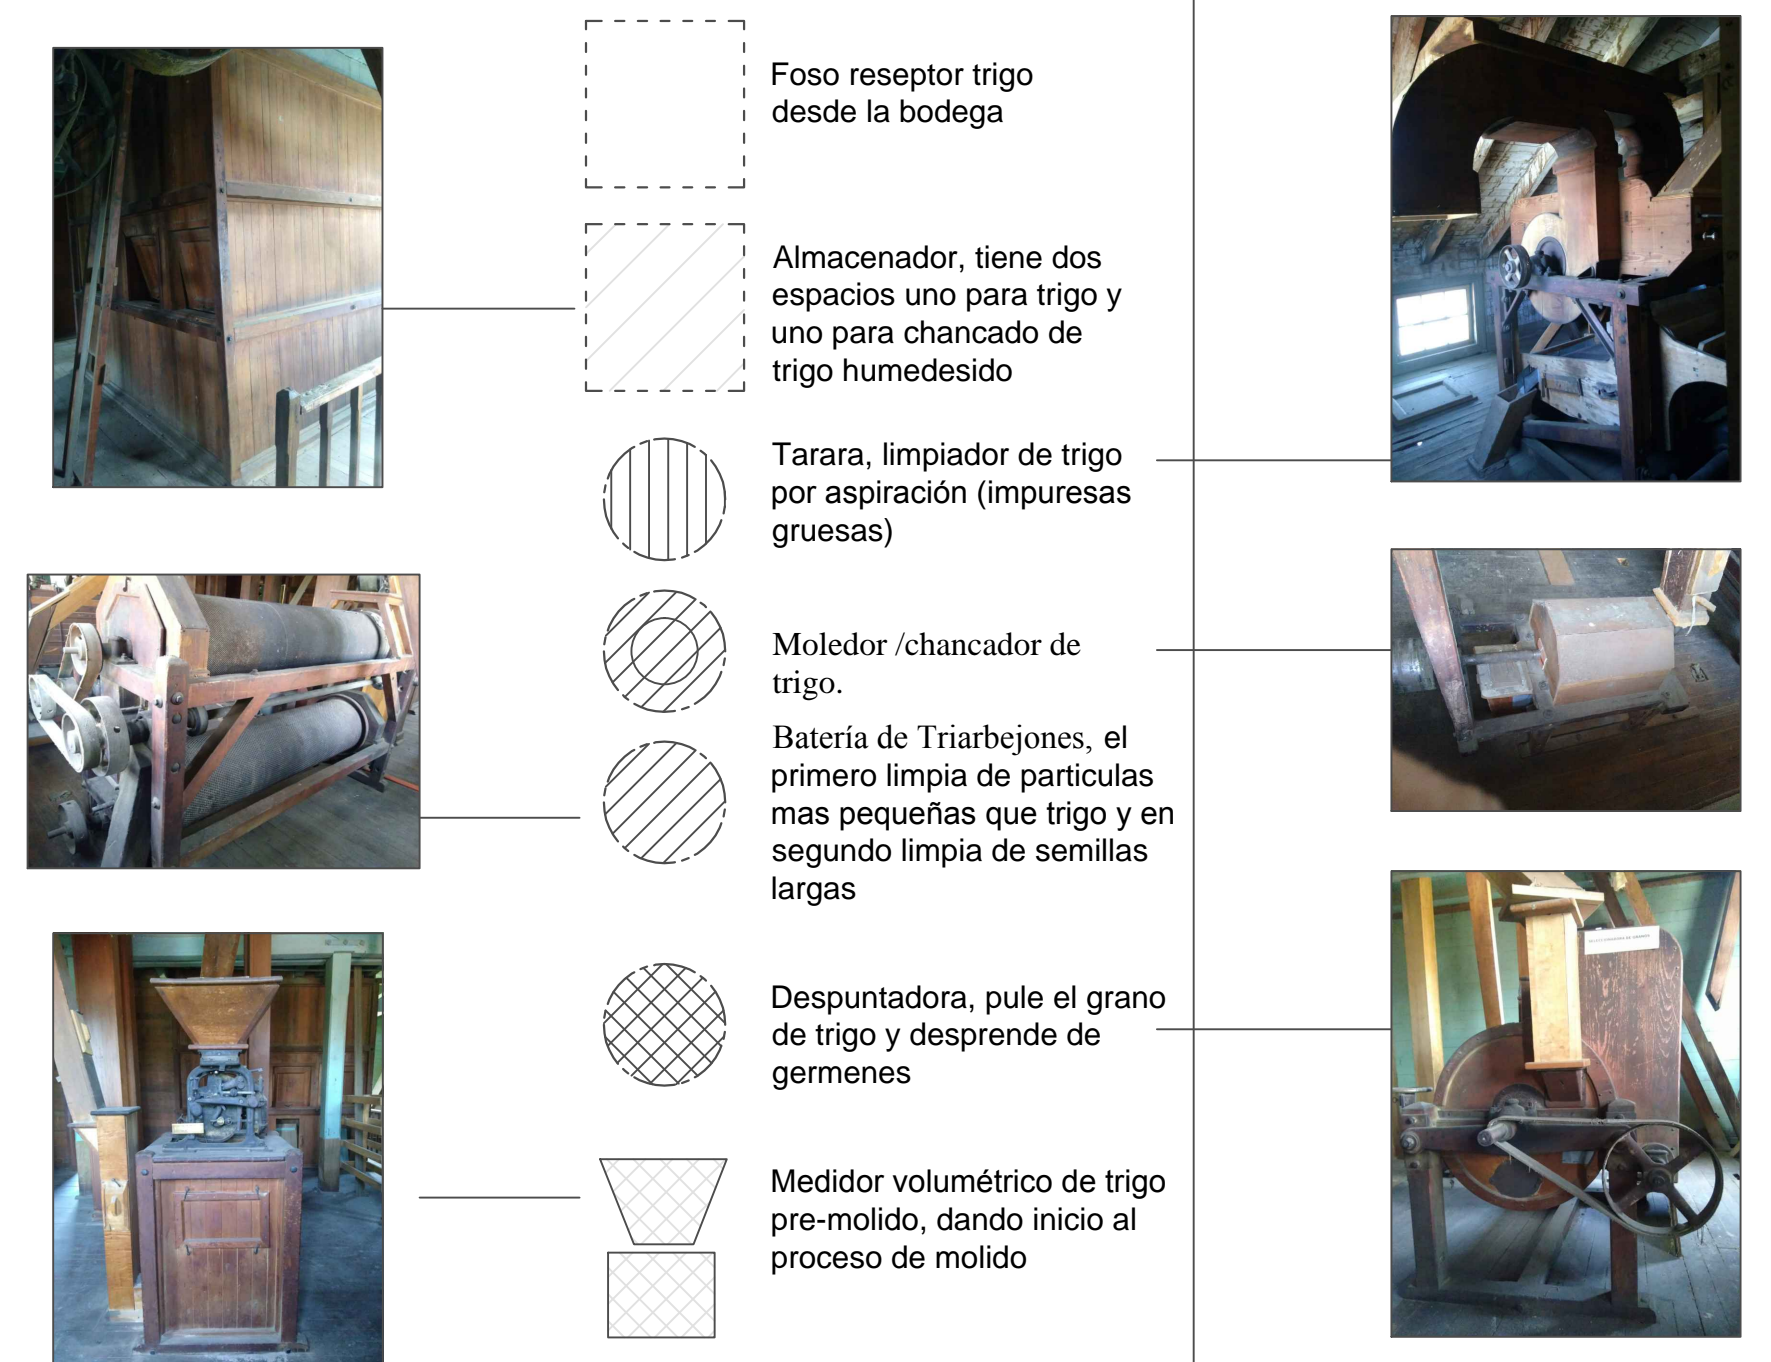 Foso reseptor trigo
desde la bodega
Almacenador, tiene dos
espacios uno para trigo y
uno para chancado de
trigo humedesido
Tarara, limpiador de trigo
por aspiración (impuresas
gruesas)
Moledor /chancador de
trigo.
Batería de Triarbejones, el
primero limpia de particulas
mas pequeñas que trigo y en
segundo limpia de semillas
largas
Despuntadora, pule el grano
de trigo y desprende de
germenes
Medidor volumétrico de trigo
pre-molido, dando inicio al
proceso de molido